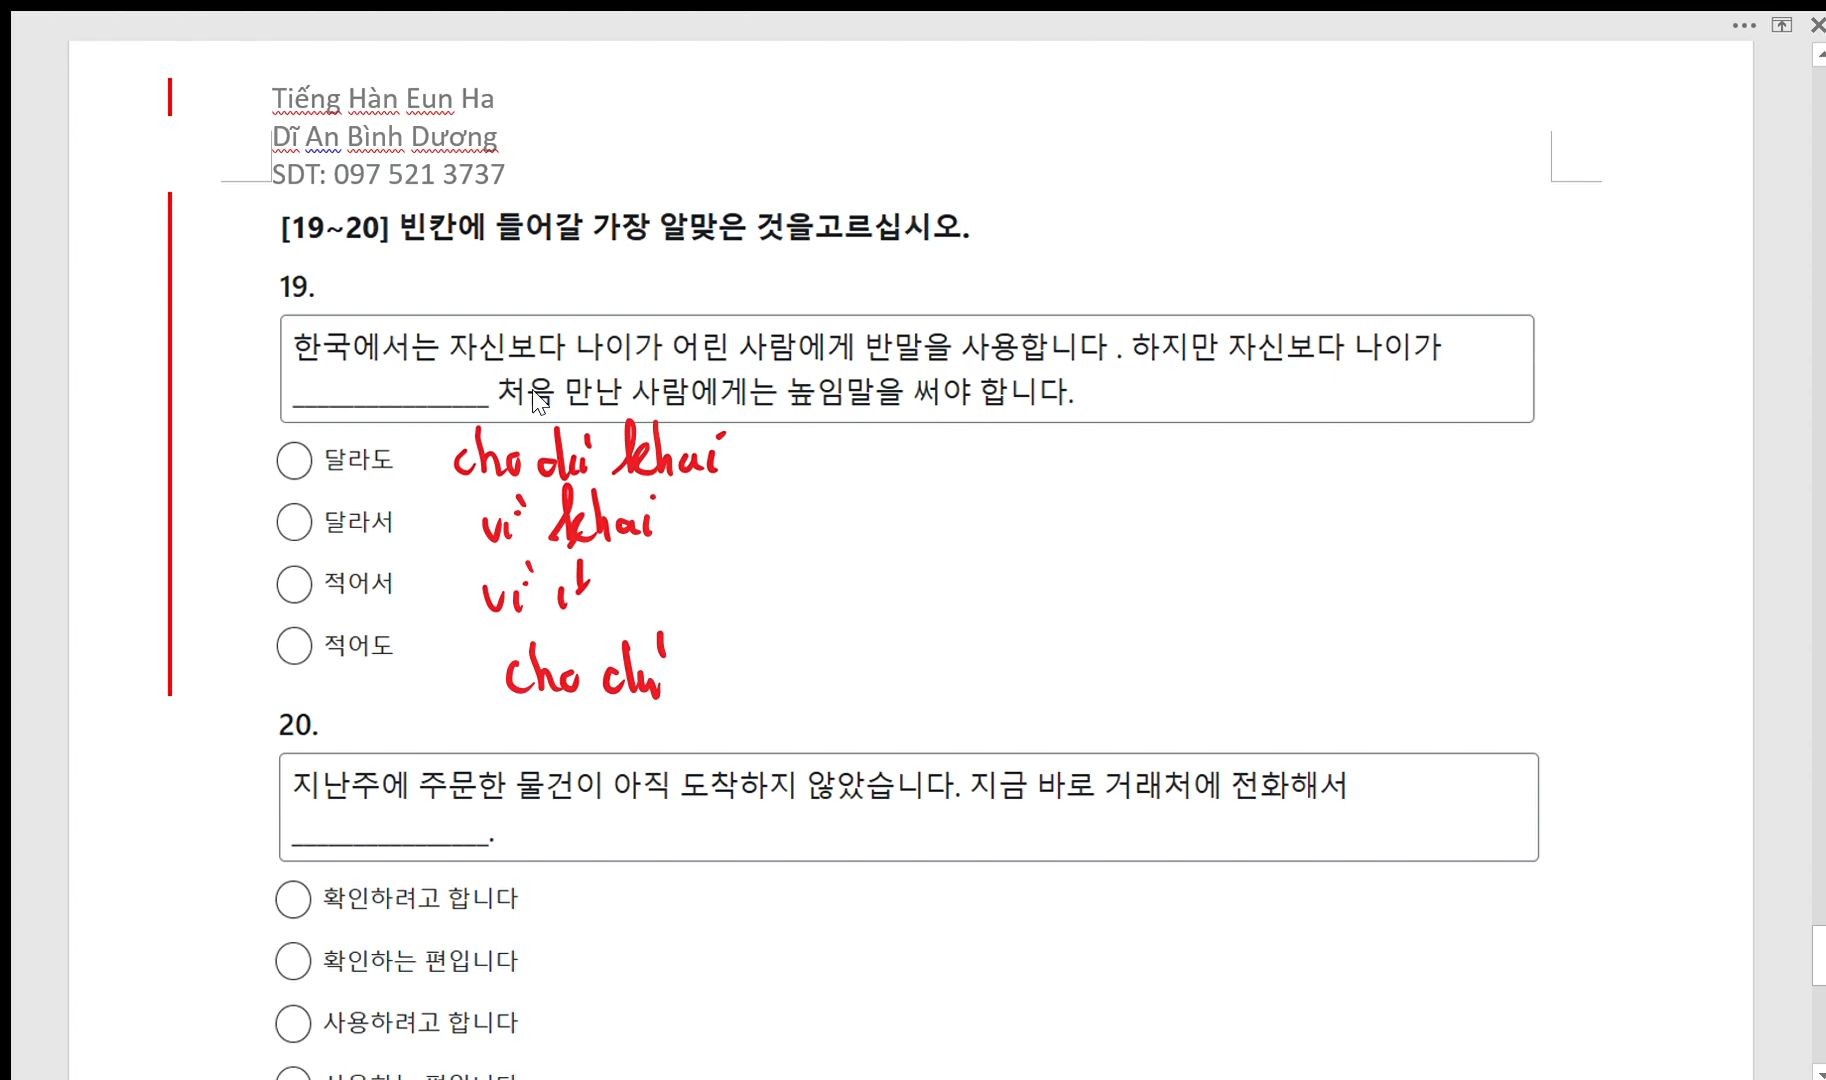 Tiếng Hàn Eun Ha
Dĩ An Bình Dương
SDT: 097 521 3737
[19~20] 빈칸에 들어갈 가장 알맞은 것을고르십시오.
19.
한국에서는 자신보다 나이가 어린 사람에게 반말을 사용합니다 . 하지만 자신보다 나이가
________________ 처음 만난 사람에게는 높임말을 써야 합니다.
달라도 cho dù khai
달라서 vì khai
적어서 vì ít
적어도 cho dù
20.
지난주에 주문한 물건이 아직 도착하지 않았습니다. 지금 바로 거래처에 전화해서
________________.
확인하려고 합니다
확인하는 편입니다
사용하려고 합니다